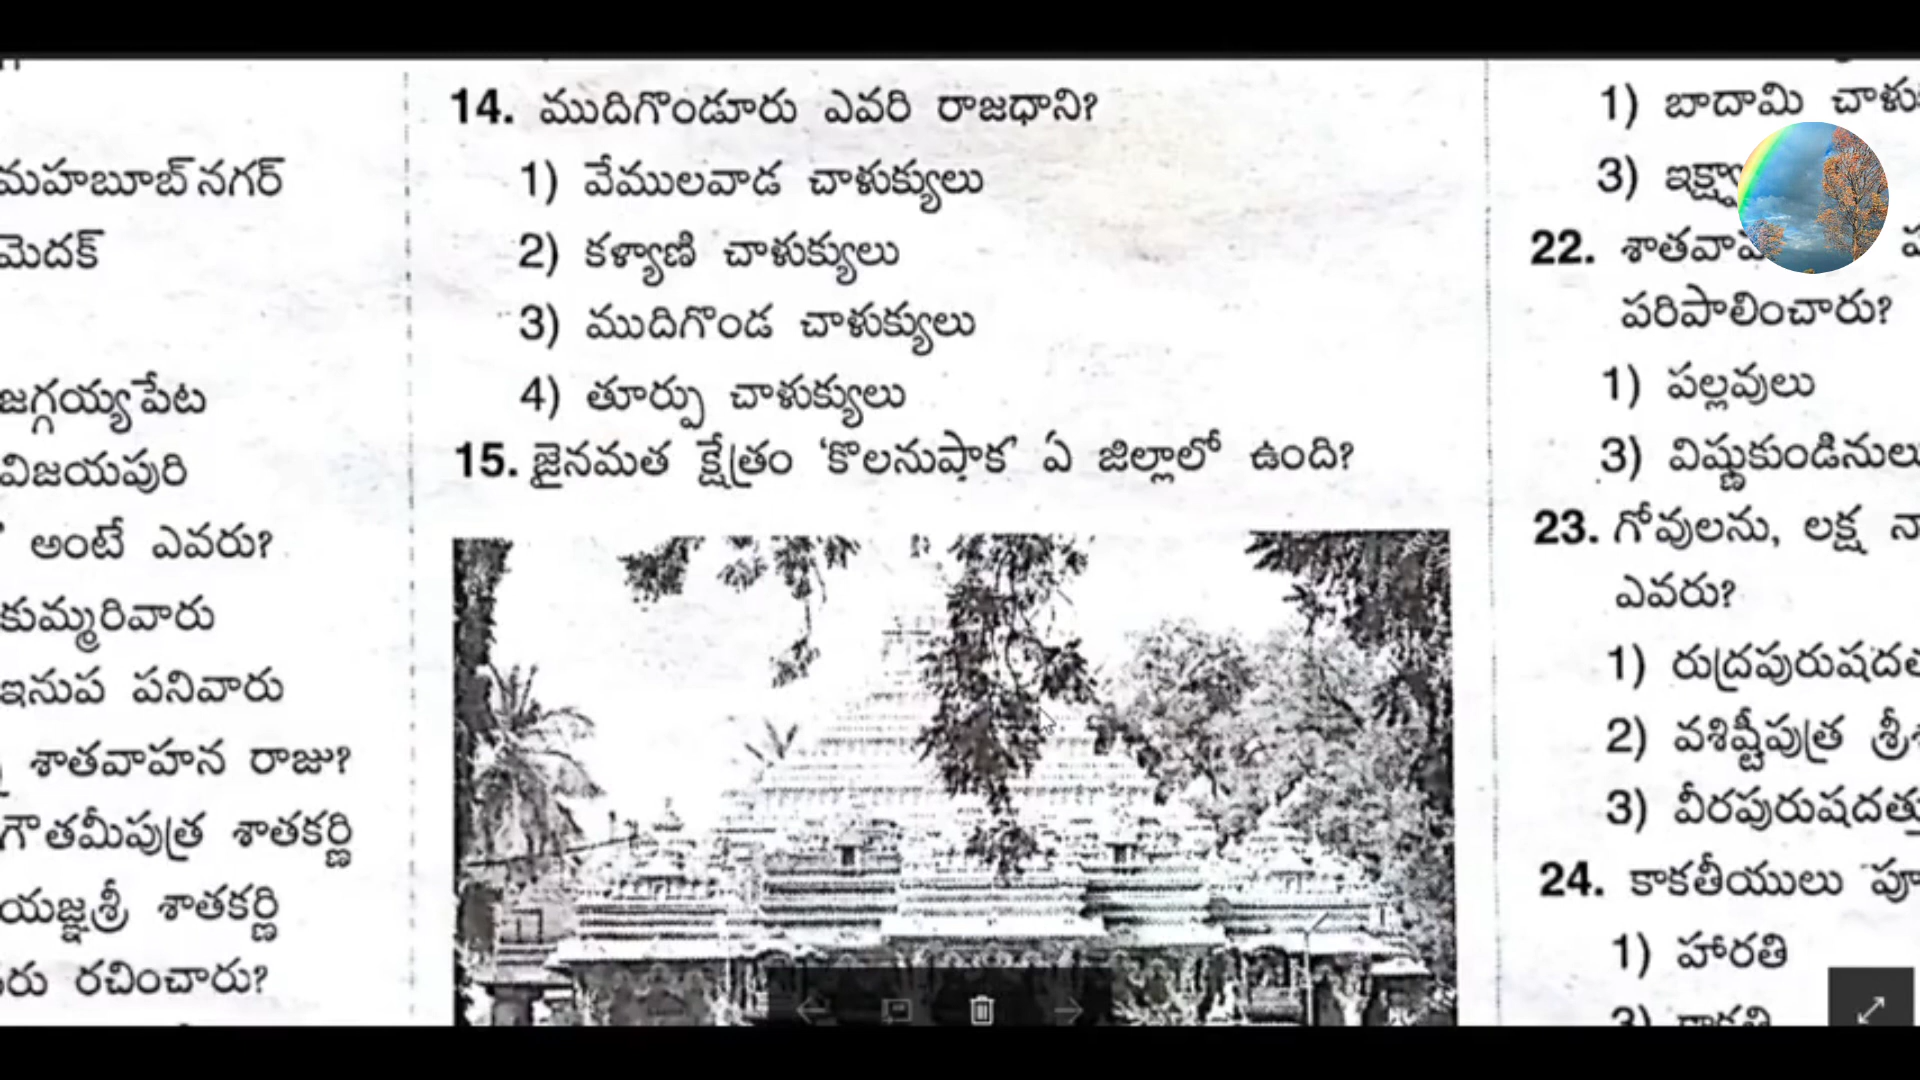 మహబూబ్‌నగర్
మెదక్
జగ్గయ్యపేట
విజయపురి
అంటే ఎవరు?
కుమ్మరివారు
ఇనుప పనివారు
శాతవాహన రాజు?
గౌతమీపుత్ర శాతకర్ణి
యజ్ఞశ్రీ శాతకర్ణి
రచించారు?
14. ముదిగొండూరు ఎవరి రాజధాని?
1) వేములవాడ చాళుక్యులు
2) కళ్యాణి చాళుక్యులు
3) ముదిగొండ చాళుక్యులు
4) తూర్పు చాళుక్యులు
15. జైనమత క్షేత్రం 'కొలనుపాక' ఏ జిల్లాలో ఉంది?
1) బాదామి
3)
22.
పరిపాలించారు?
1) పల్లవులు
3) విష్ణుకుండినులు
23. గోవులను, లక్ష
ఎవరు?
1)
2) వశిష్టీపుత్ర
3)
24. కాకతీయులు
1) హారతి